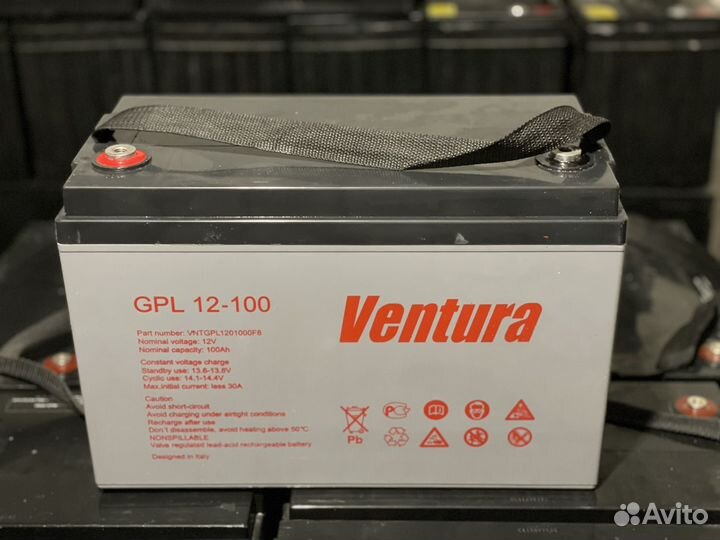 GPL 12-100
Ventura
Part number: VNTGPL1201000F6
Nominal voltage: 12V
Nominal capacity: 100Ah
Constant voltage charge
Standby use: 13.6-13.8V
Cyclic use: 14.1-14.4V
Max.initial current: less 30A
Caution
Avoid short-circuit
Avoid charging under airtight conditions
Recharge after use
Don't disassemble, avoid heating above 50°C
NONSPILLABLE
Valve regulated lead-acid rechargeable battery
Designed in Italy
Pb
Avito